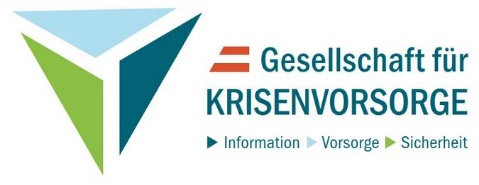 Gesellschaft für
KRISENVORSORGE
Information Vorsorge Sicherheit